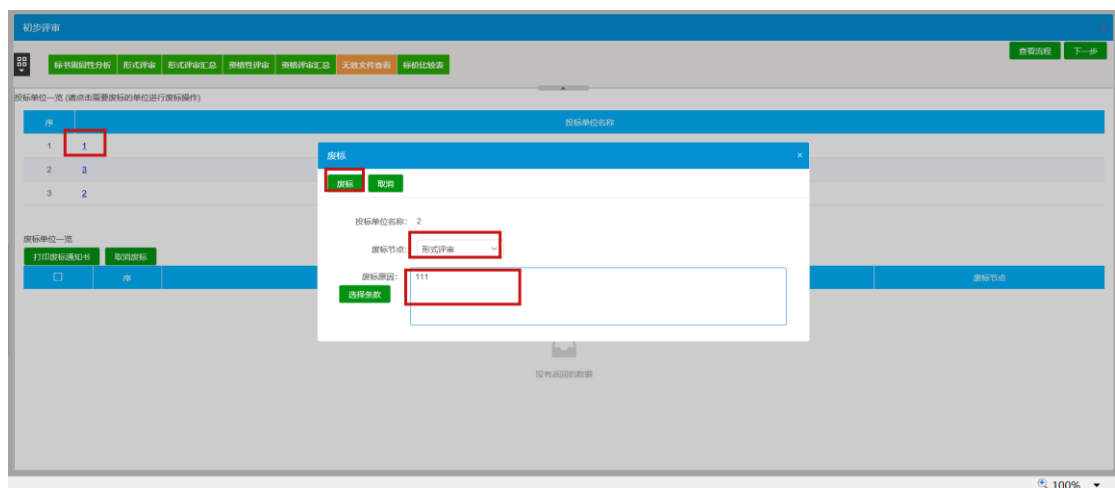 初步评审
查看流程 下一步
标书雷同性分析 形式评审 形式评审汇总 资格性评审 资格评审汇总 无效文件查看 标价比较表
投标单位一览 (请点击需要废标的单位进行废标操作)
序 投标单位名称
1 1
2 3
3 2
废标 ×
废标 取消
投标单位名称: 2
废标节点: 形式评审
废标原因: 111
选择条款
废标单位一览
打印废标通知书 取消废标
序 废标节点
没有返回的数据
100%